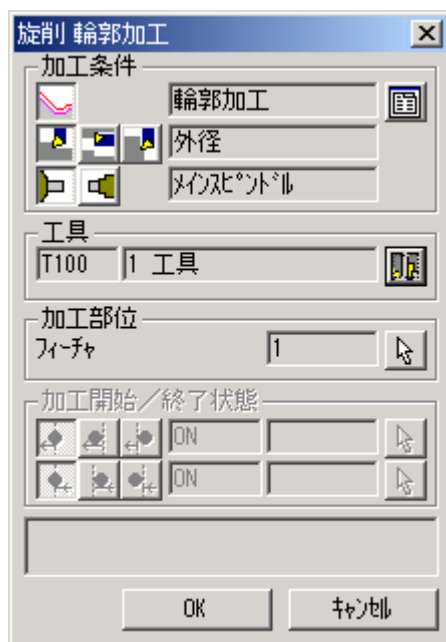 旋削 輪郭加工
加工条件
輪郭加工
外径
ﾒｲﾝｽﾋﾟﾝﾄﾞﾙ
工具
T100 1 工具
加工部位
ﾌｨｰﾁｬ 1
加工開始／終了状態
ON
ON
OK ｷｬﾝｾﾙ